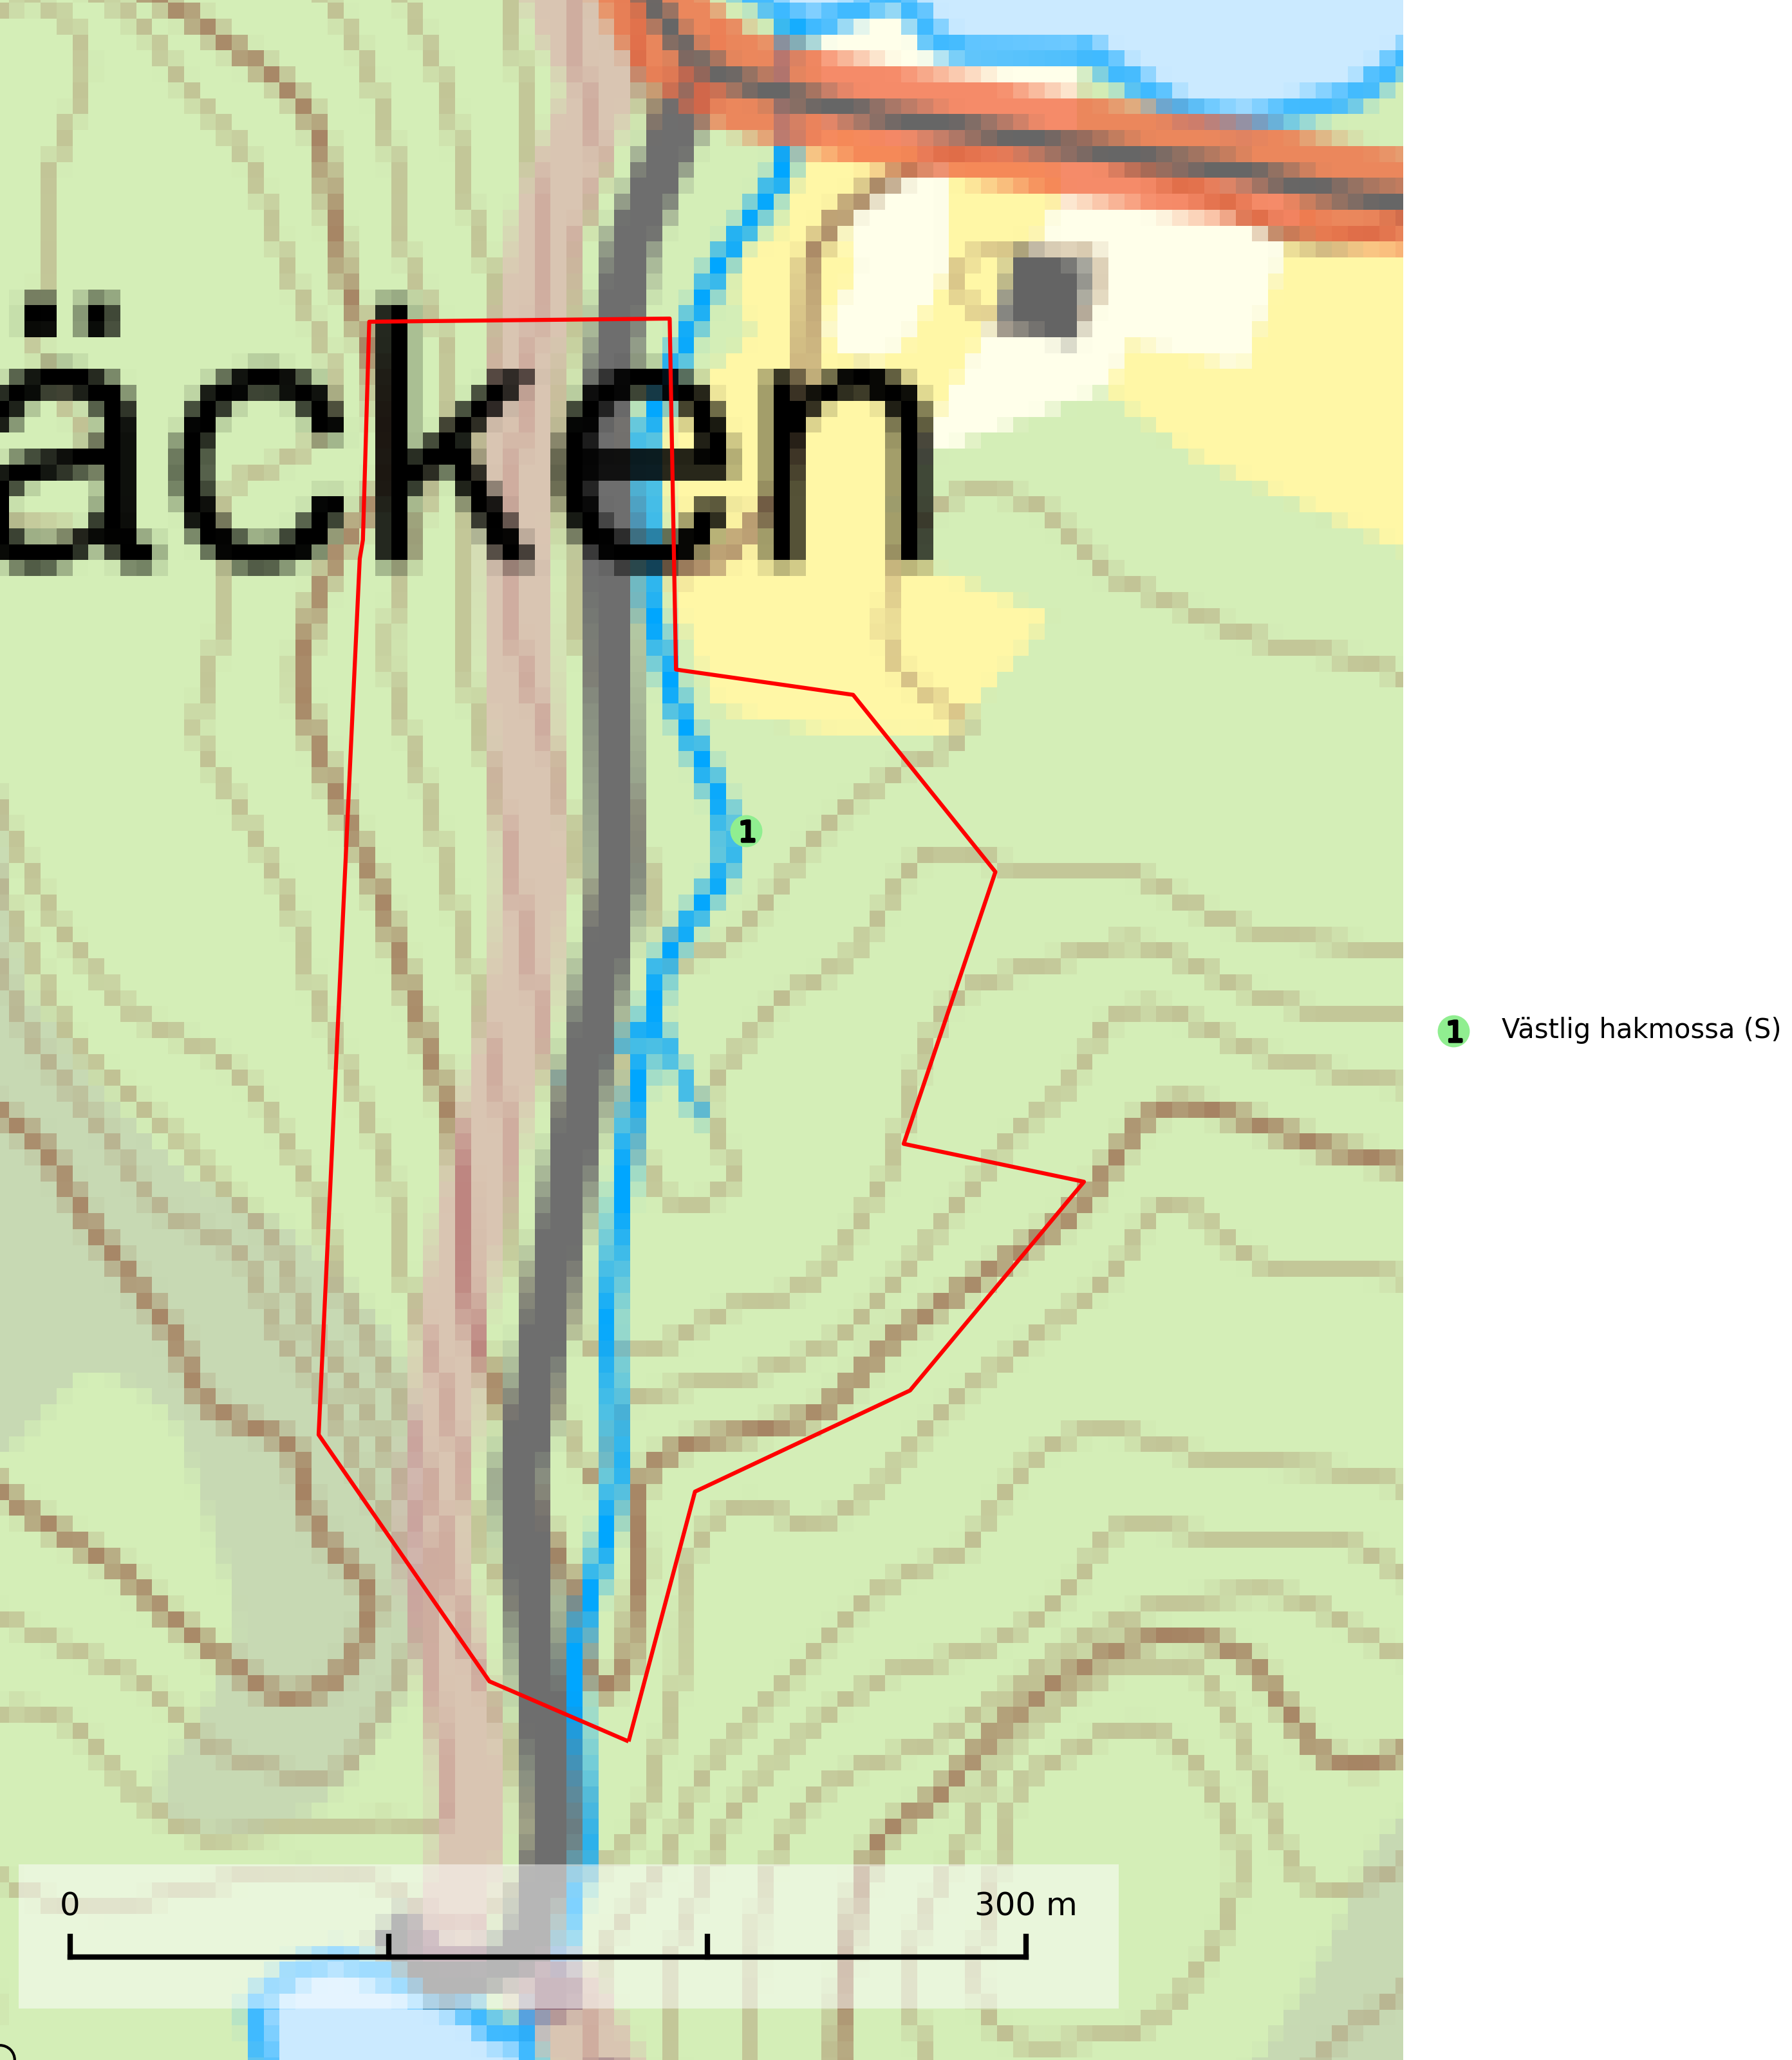 äcken
1
1 Västlig hakmossa (S)
0 300 m